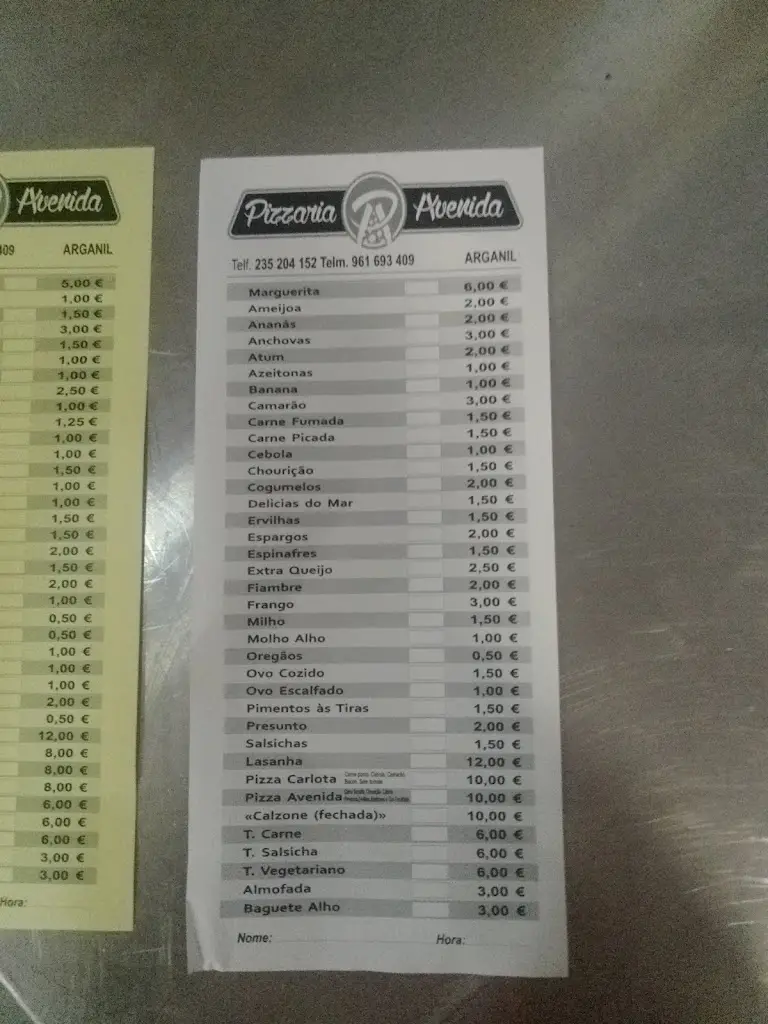 Avenida
409 ARGANIL
5,00 €
1,00 €
1,50 €
3,00 €
1,50 €
1,00 €
1,00 €
2,50 €
1,00 €
1,25 €
1,00 €
1,00 €
1,50 €
1,00 €
1,00 €
1,50 €
1,50 €
2,00 €
1,50 €
2,00 €
1,00 €
0,50 €
0,50 €
1,00 €
1,00 €
1,00 €
2,00 €
0,50 €
12,00 €
8,00 €
8,00 €
8,00 €
6,00 €
6,00 €
6,00 €
3,00 €
3,00 €
Hora:
Pizzaria PA Avenida
Telf. 235 204 152 Telm. 961 693 409 ARGANIL
Marguerita 6,00 €
Ameijoa 2,00 €
Ananás 2,00 €
Anchovas 3,00 €
Atum 2,00 €
Azeitonas 1,00 €
Banana 1,00 €
Camarão 3,00 €
Carne Fumada 1,50 €
Carne Picada 1,50 €
Cebola 1,00 €
Chourição 1,50 €
Cogumelos 2,00 €
Delicias do Mar 1,50 €
Ervilhas 1,50 €
Espargos 2,00 €
Espinafres 1,50 €
Extra Queijo 2,50 €
Fiambre 2,00 €
Frango 3,00 €
Milho 1,50 €
Molho Alho 1,00 €
Oregãos 0,50 €
Ovo Cozido 1,50 €
Ovo Escalfado 1,00 €
Pimentos às Tiras 1,50 €
Presunto 2,00 €
Salsichas 1,50 €
Lasanha 12,00 €
Pizza Carlota 10,00 €
Pizza Avenida 10,00 €
«Calzone (fechada)» 10,00 €
T. Carne 6,00 €
T. Salsicha 6,00 €
T. Vegetariano 6,00 €
Almofada 3,00 €
Baguete Alho 3,00 €
Nome: Hora: